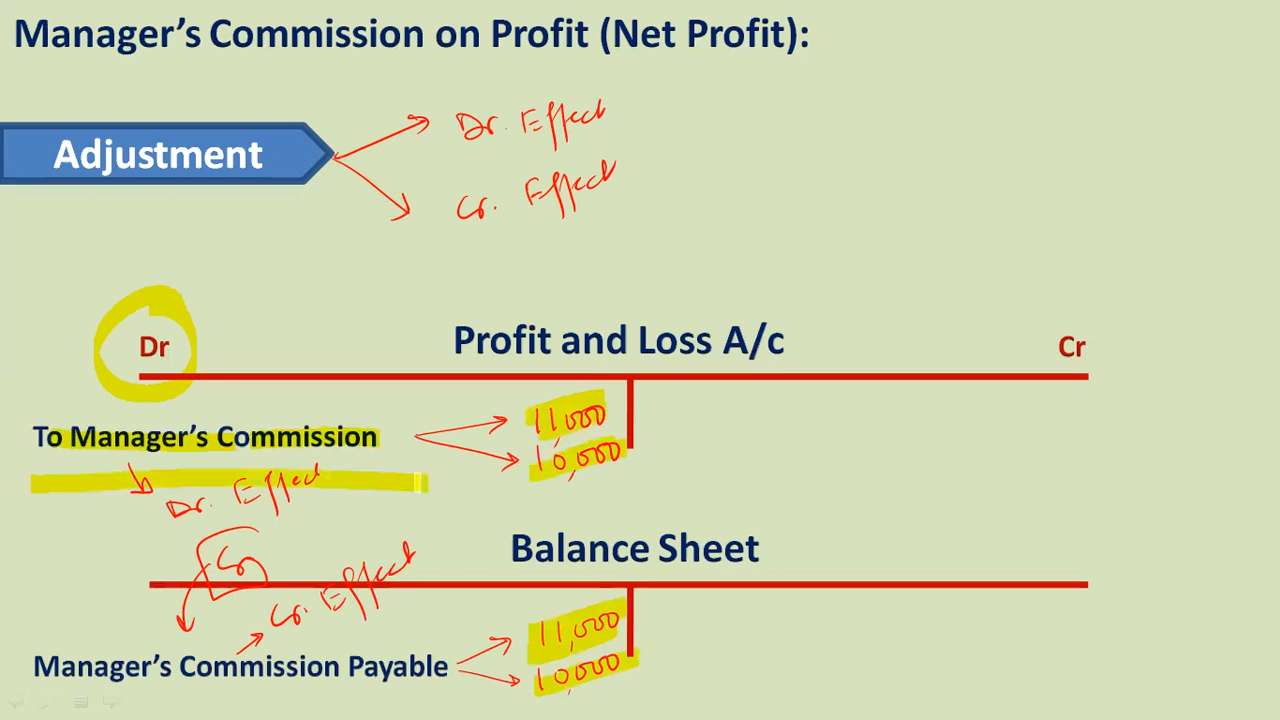 Manager's Commission on Profit (Net Profit):
Dr. Effect
Adjustment
Cr. Effect
Dr Profit and Loss A/c Cr
11,000
To Manager's Commission
10,000
Dr. Effect
Balance Sheet
Cr
Cr. Effect
11,000
Manager's Commission Payable
10,000